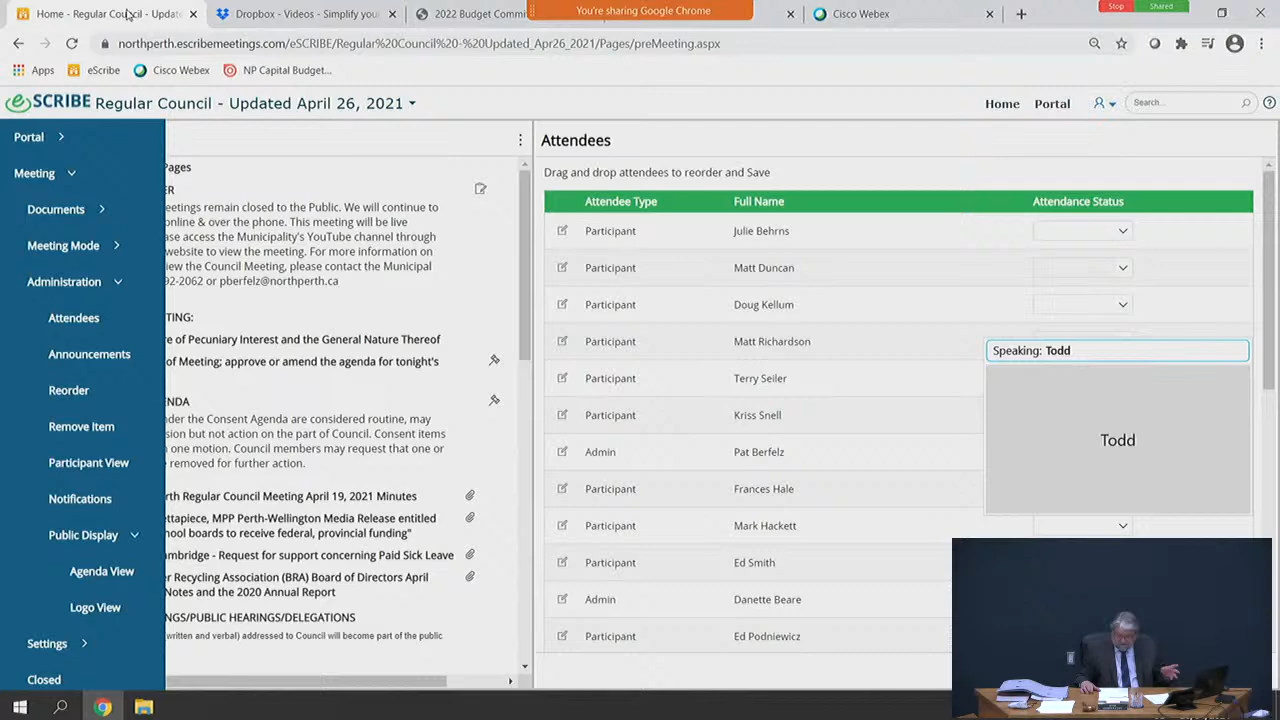 Home - Regular Council - Updat
Dropbox - Videos - Simplify you
2022 Budget Comm
You're sharing Google Chrome
Cisco Webex
Stop
Shared
northperth.escribemeetings.com/eSCRIBE/Regular%20Council%20-%20Updated_Apr26_2021/Pages/preMeeting.aspx
Apps
eScribe
Cisco Webex
NP Capital Budget...
eSCRIBE Regular Council - Updated April 26, 2021
Home
Portal
Search...
Portal
Meeting
Documents
Meeting Mode
Administration
Attendees
Announcements
Reorder
Remove Item
Participant View
Notifications
Public Display
Agenda View
Logo View
Settings
Closed
Pages
ER
eetings remain closed to the Public. We will continue to
online & over the phone. This meeting will be live
ase access the Municipality's YouTube channel through
website to view the meeting. For more information on
iew the Council Meeting, please contact the Municipal
92-2062 or pberfelz@northperth.ca
ETING:
re of Pecuniary Interest and the General Nature Thereof
of Meeting; approve or amend the agenda for tonight's
NDA
nder the Consent Agenda are considered routine, may
sion but not action on the part of Council. Consent items
n one motion. Council members may request that one or
removed for further action.
rth Regular Council Meeting April 19, 2021 Minutes
ettapiece, MPP Perth-Wellington Media Release entitled
hool boards to receive federal, provincial funding"
ambridge - Request for support concerning Paid Sick Leave
er Recycling Association (BRA) Board of Directors April
Notes and the 2020 Annual Report
NGS/PUBLIC HEARINGS/DELEGATIONS
written and verbal) addressed to Council will become part of the public
Attendees
Drag and drop attendees to reorder and Save
Attendee Type Full Name Attendance Status
Participant Julie Behrns
Participant Matt Duncan
Participant Doug Kellum
Participant Matt Richardson
Participant Terry Seiler
Participant Kriss Snell
Admin Pat Berfelz
Participant Frances Hale
Participant Mark Hackett
Participant Ed Smith
Admin Danette Beare
Participant Ed Podniewicz
Speaking: Todd
Todd